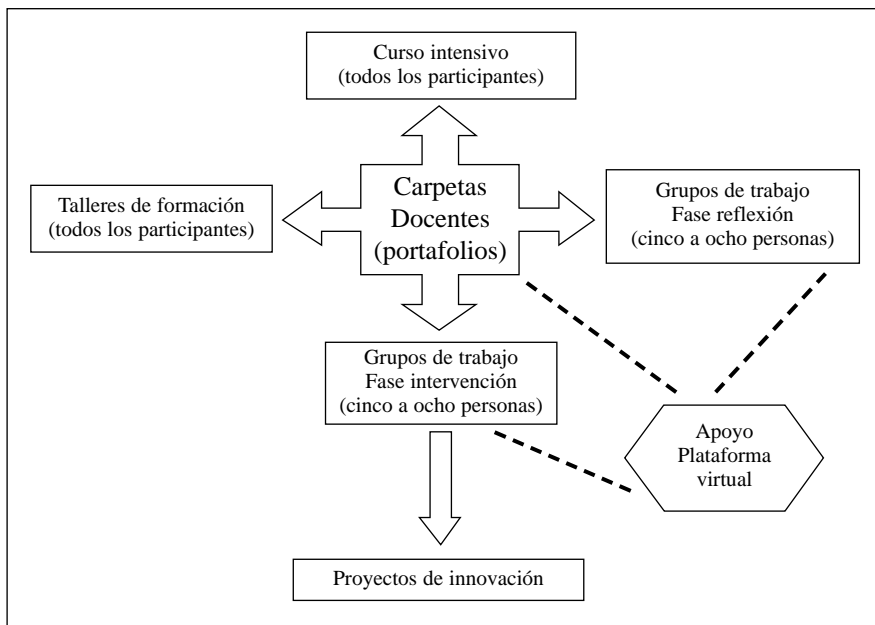 Curso intensivo
(todos los participantes)
Carpetas
Docentes
(portafolios)
Talleres de formación
(todos los participantes)
Grupos de trabajo
Fase reflexión
(cinco a ocho personas)
Grupos de trabajo
Fase intervención
(cinco a ocho personas)
Apoyo
Plataforma
virtual
Proyectos de innovación